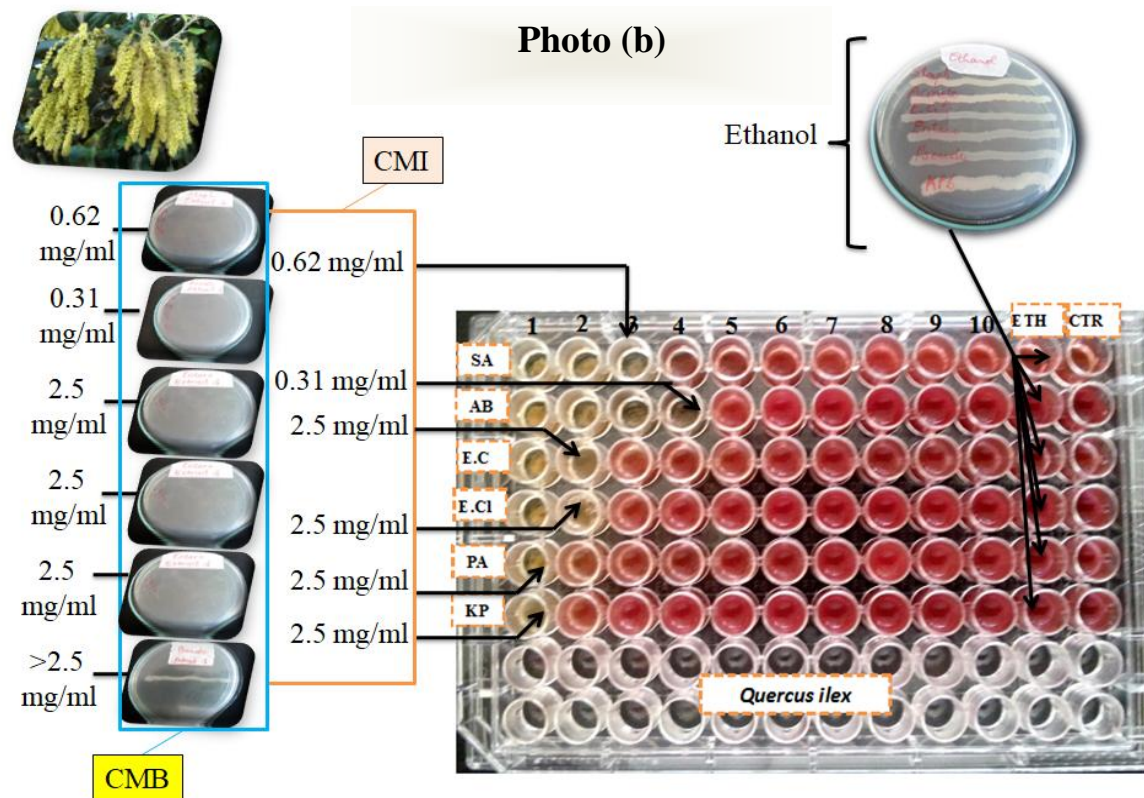 Photo (b)
Ethanol
Ethanol
KP6
CMI
0.62
mg/ml
0.31
mg/ml
2.5
mg/ml
2.5
mg/ml
2.5
mg/ml
>2.5
mg/ml
CMB
0.62 mg/ml
0.31 mg/ml
2.5 mg/ml
2.5 mg/ml
2.5 mg/ml
2.5 mg/ml
1 2 3 4 5 6 7 8 9 10 ETH CTR
SA
AB
E.C
E.Cl
PA
KP
Quercus ilex